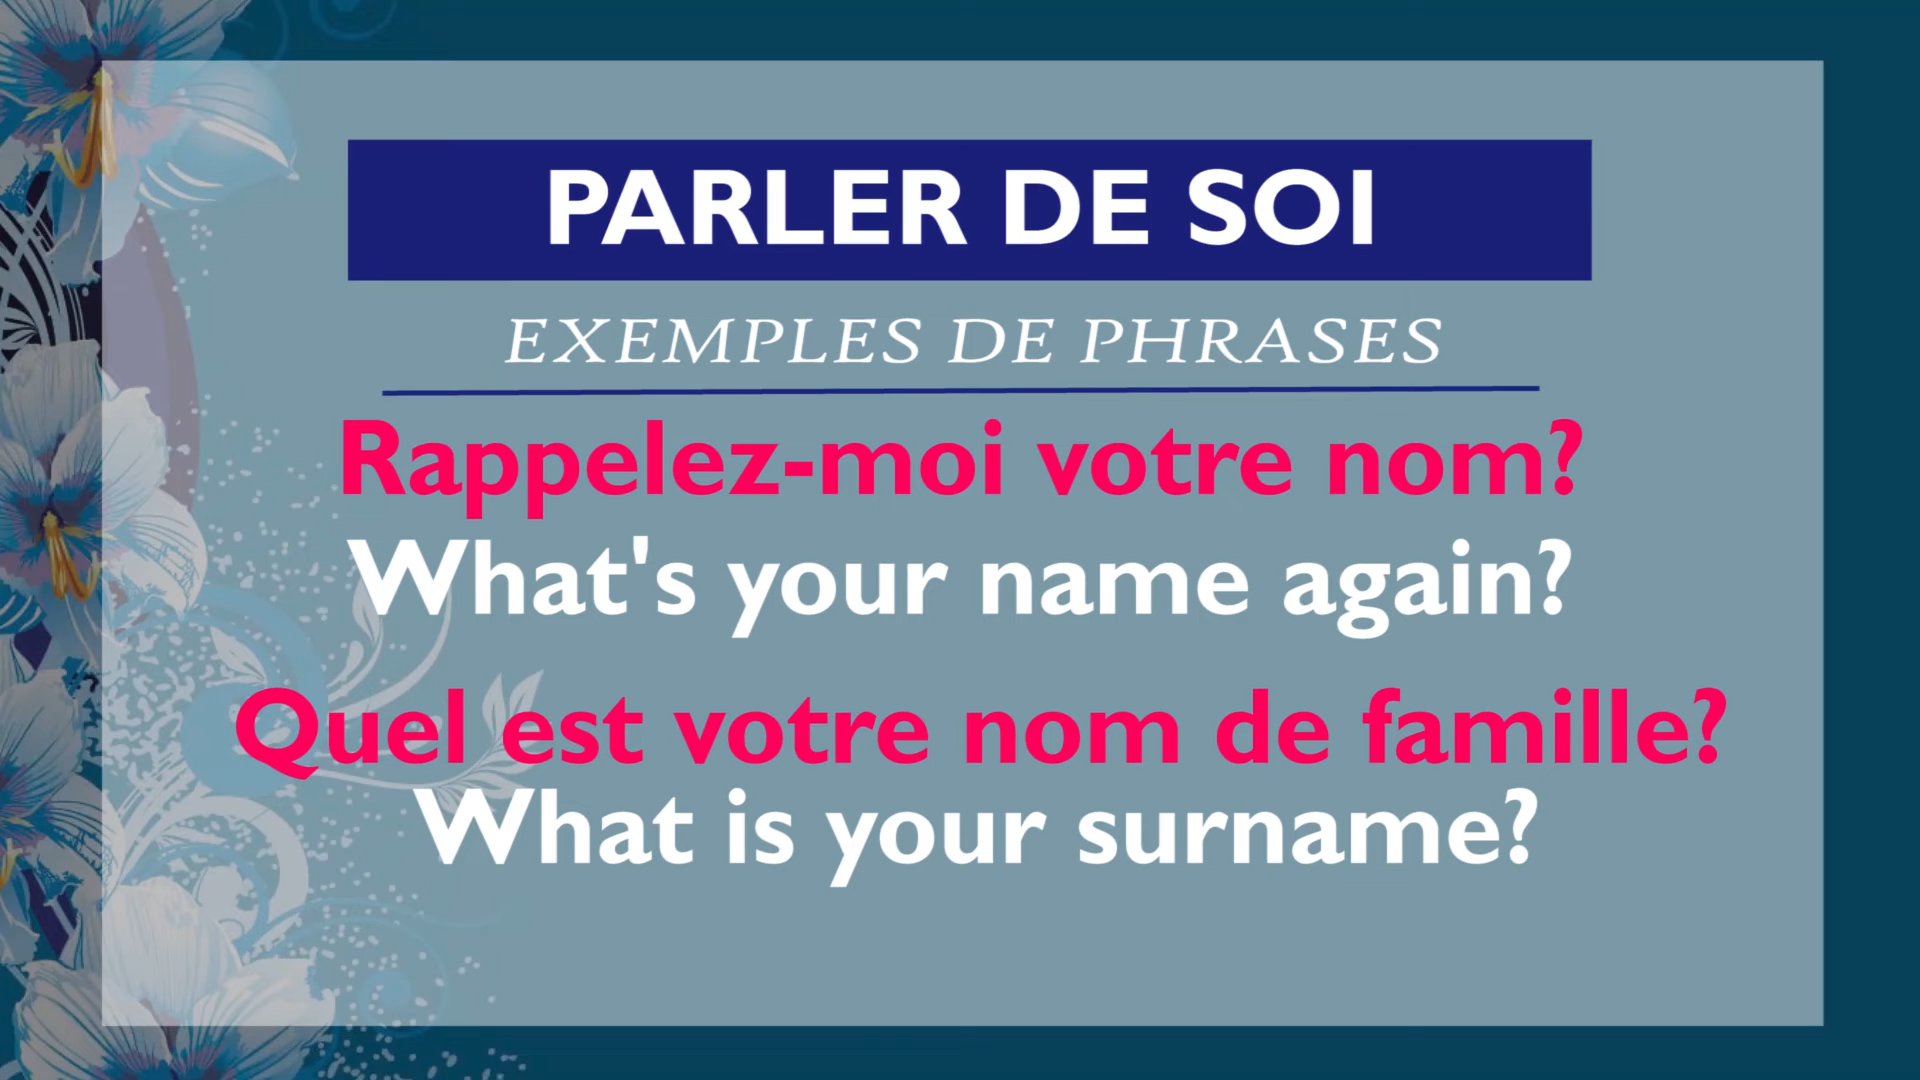 PARLER DE SOI
EXEMPLES DE PHRASES
Rappelez-moi votre nom?
What's your name again?
Quel est votre nom de famille?
What is your surname?